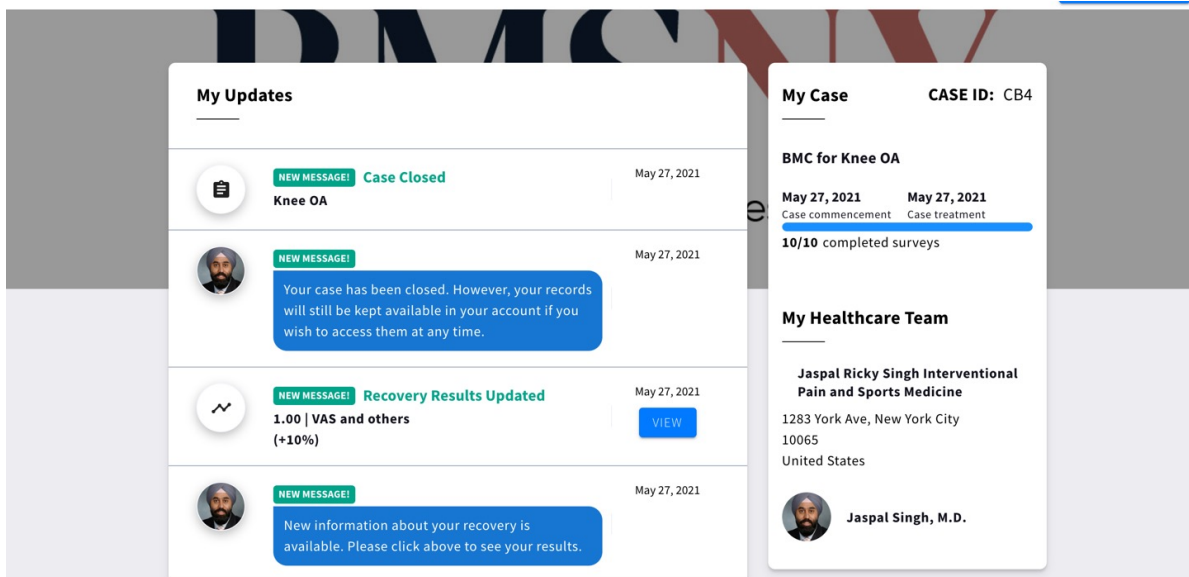 My Updates
NEW MESSAGE! Case Closed
Knee OA
May 27, 2021
NEW MESSAGE!
May 27, 2021
Your case has been closed. However, your records
will still be kept available in your account if you
wish to access them at any time.
NEW MESSAGE! Recovery Results Updated
1.00 | VAS and others
(+10%)
May 27, 2021
VIEW
NEW MESSAGE!
May 27, 2021
New information about your recovery is
available. Please click above to see your results.
My Case
CASE ID: CB4
BMC for Knee OA
May 27, 2021 May 27, 2021
Case commencement Case treatment
10/10 completed surveys
My Healthcare Team
Jaspal Ricky Singh Interventional
Pain and Sports Medicine
1283 York Ave, New York City
10065
United States
Jaspal Singh, M.D.